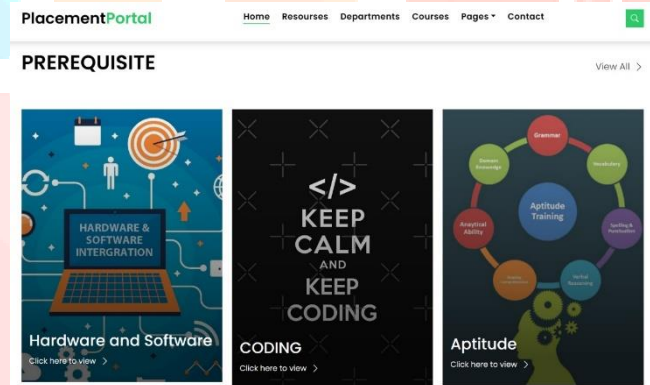 PlacementPortal
Home Resourses Departments Courses Pages Contact
PREREQUISITE
View All >
HARDWARE &
SOFTWARE
INTERGRATION
Hardware and Software
Click here to view >
</>
KEEP
CALM
AND
KEEP
CODING
CODING
Click here to view >
Grammar
Vocabulary
Spelling &
Punctuation
Verbal
Reasoning
Analytical
Ability
Aptitude
Training
Aptitude
Click here to view >